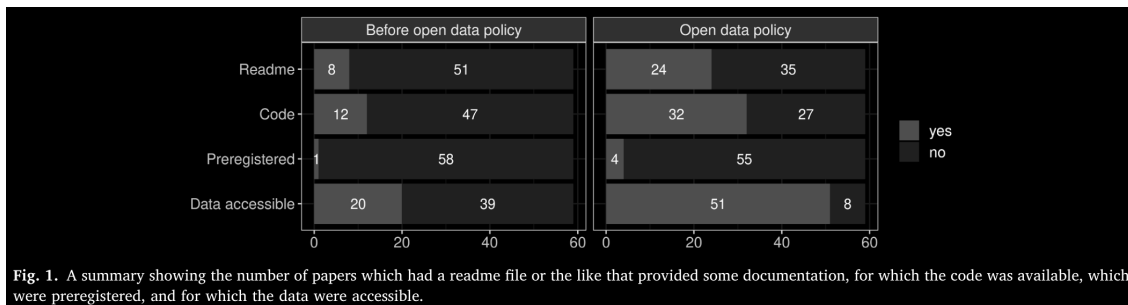 Before open data policy Open data policy
Readme 8 51 24 35
Code 12 47 32 27
yes
no
Preregistered 1 58 4 55
Data accessible 20 39 51 8
0 20 40 60 0 20 40 60
Fig. 1. A summary showing the number of papers which had a readme file or the like that provided some documentation, for which the code was available, which
were preregistered, and for which the data were accessible.